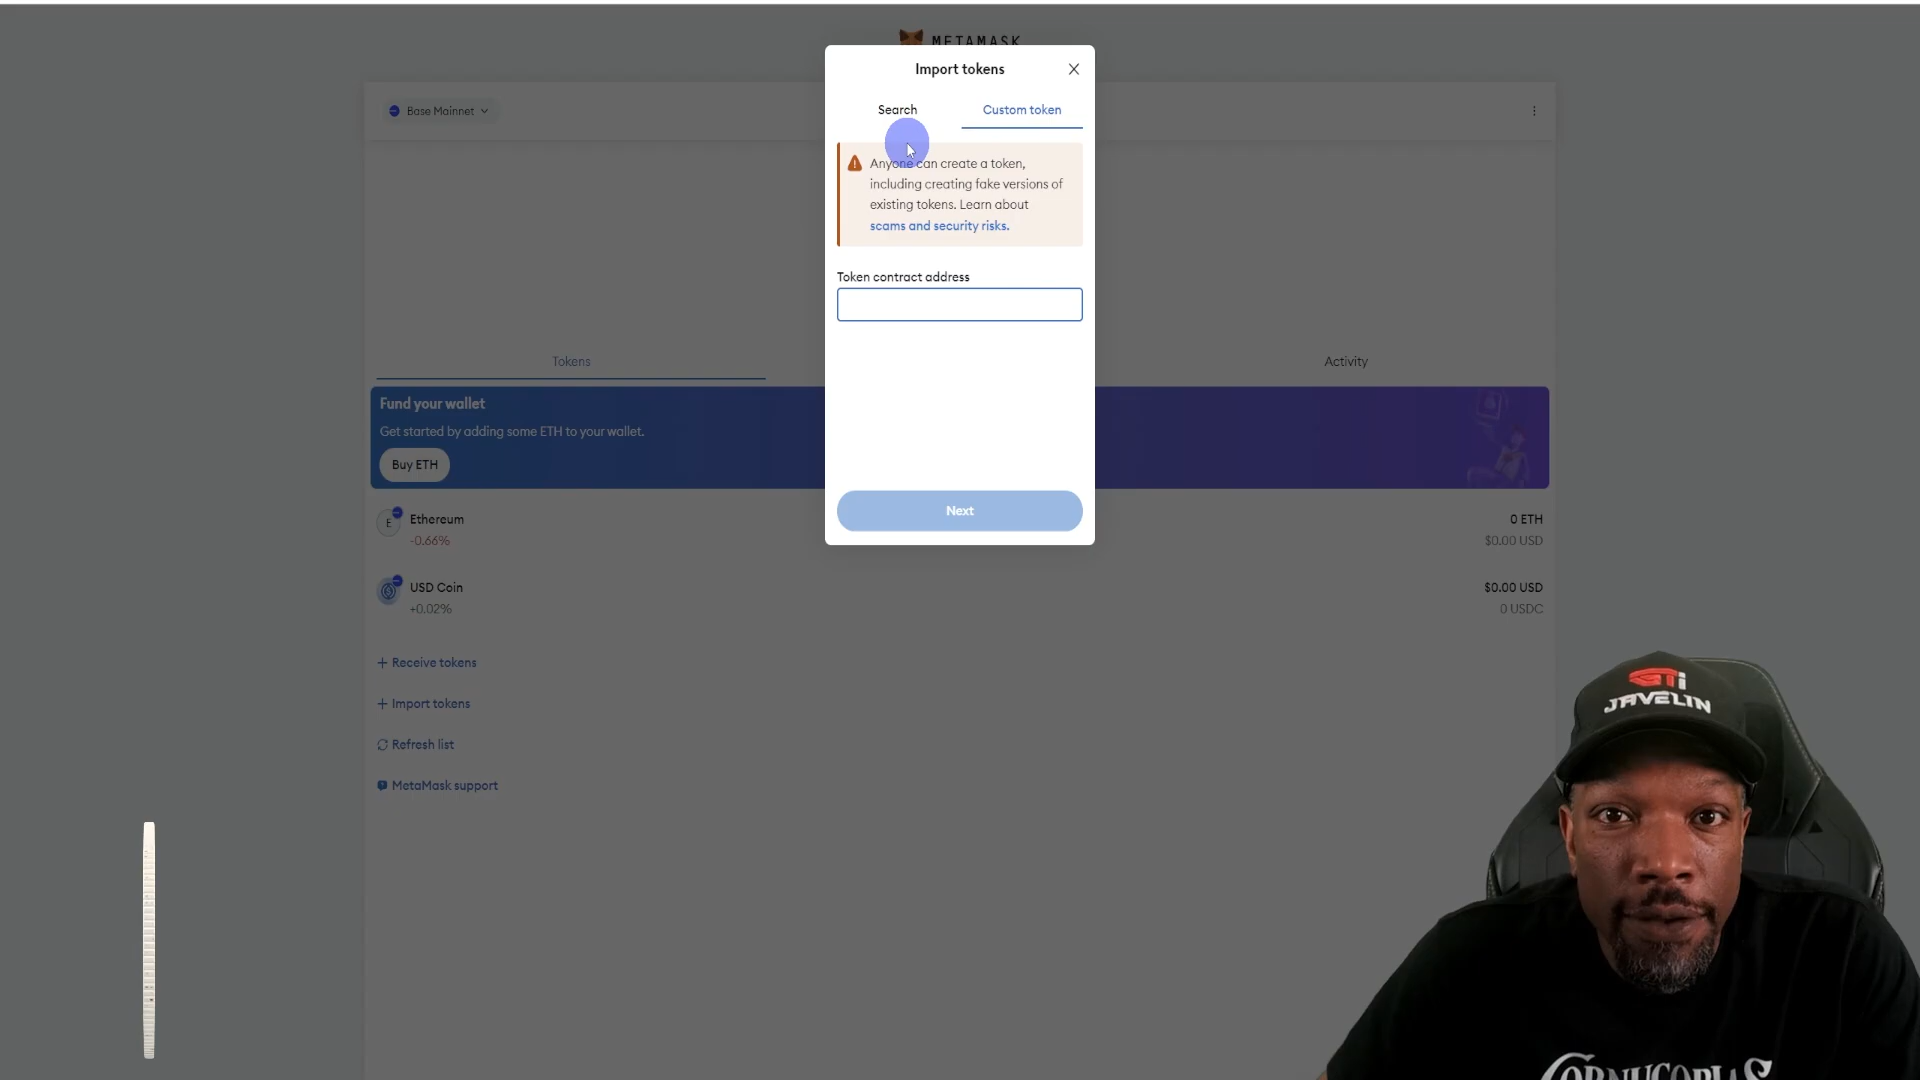 METAMASK
Import tokens
Base Mainnet
Search
Custom token
Anyone can create a token,
including creating fake versions of
existing tokens. Learn about
scams and security risks.
Token contract address
Tokens
Activity
Fund your wallet
Get started by adding some ETH to your wallet.
Buy ETH
Next
E
Ethereum
0 ETH
-0.66%
$0.00 USD
USD Coin
$0.00 USD
+0.02%
0 USDC
Receive tokens
Import tokens
Refresh list
MetaMask support
GTi
JAVELIN
CORNUCOPIAS